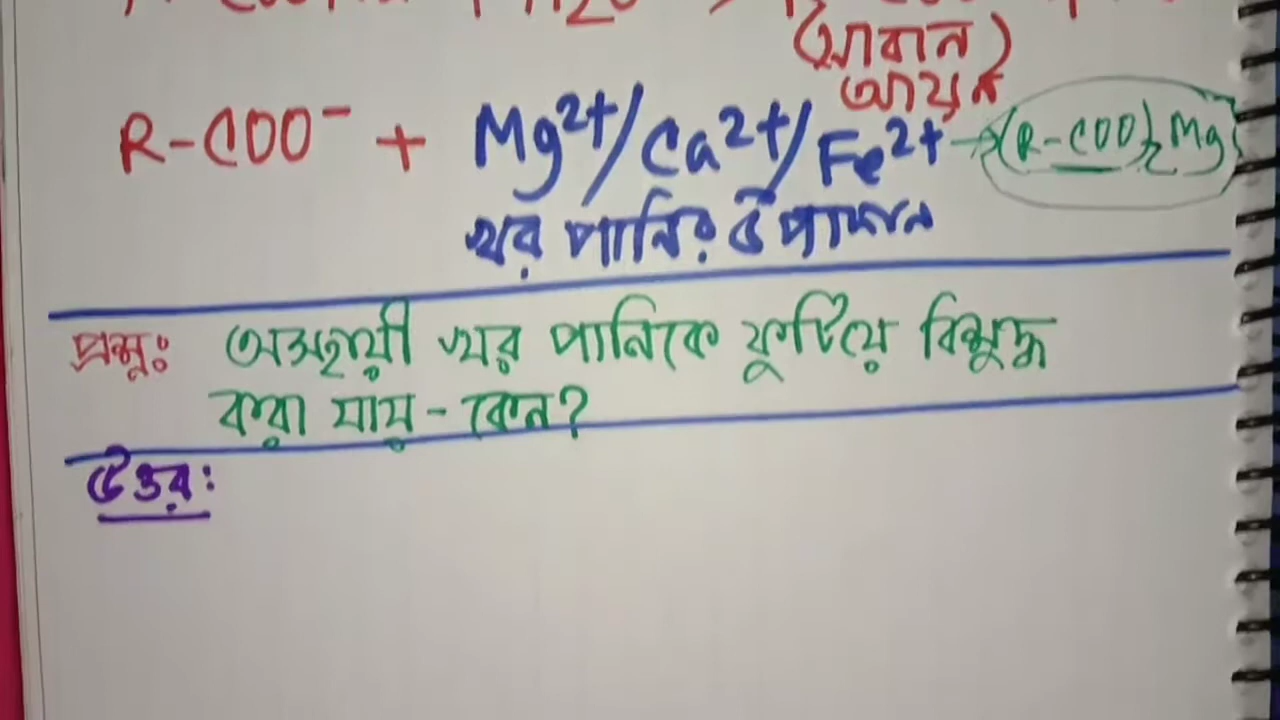 (সাবান)
আয়ন
R-COO⁻ + Mg²⁺/Ca²⁺/Fe²⁺ → (R-COO)₂Mg
খর পানির উপাদান
প্রশ্নঃ অস্থায়ী খর পানিকে ফুটিয়ে বিশুদ্ধ
করা যায় - কেন?
উত্তর: